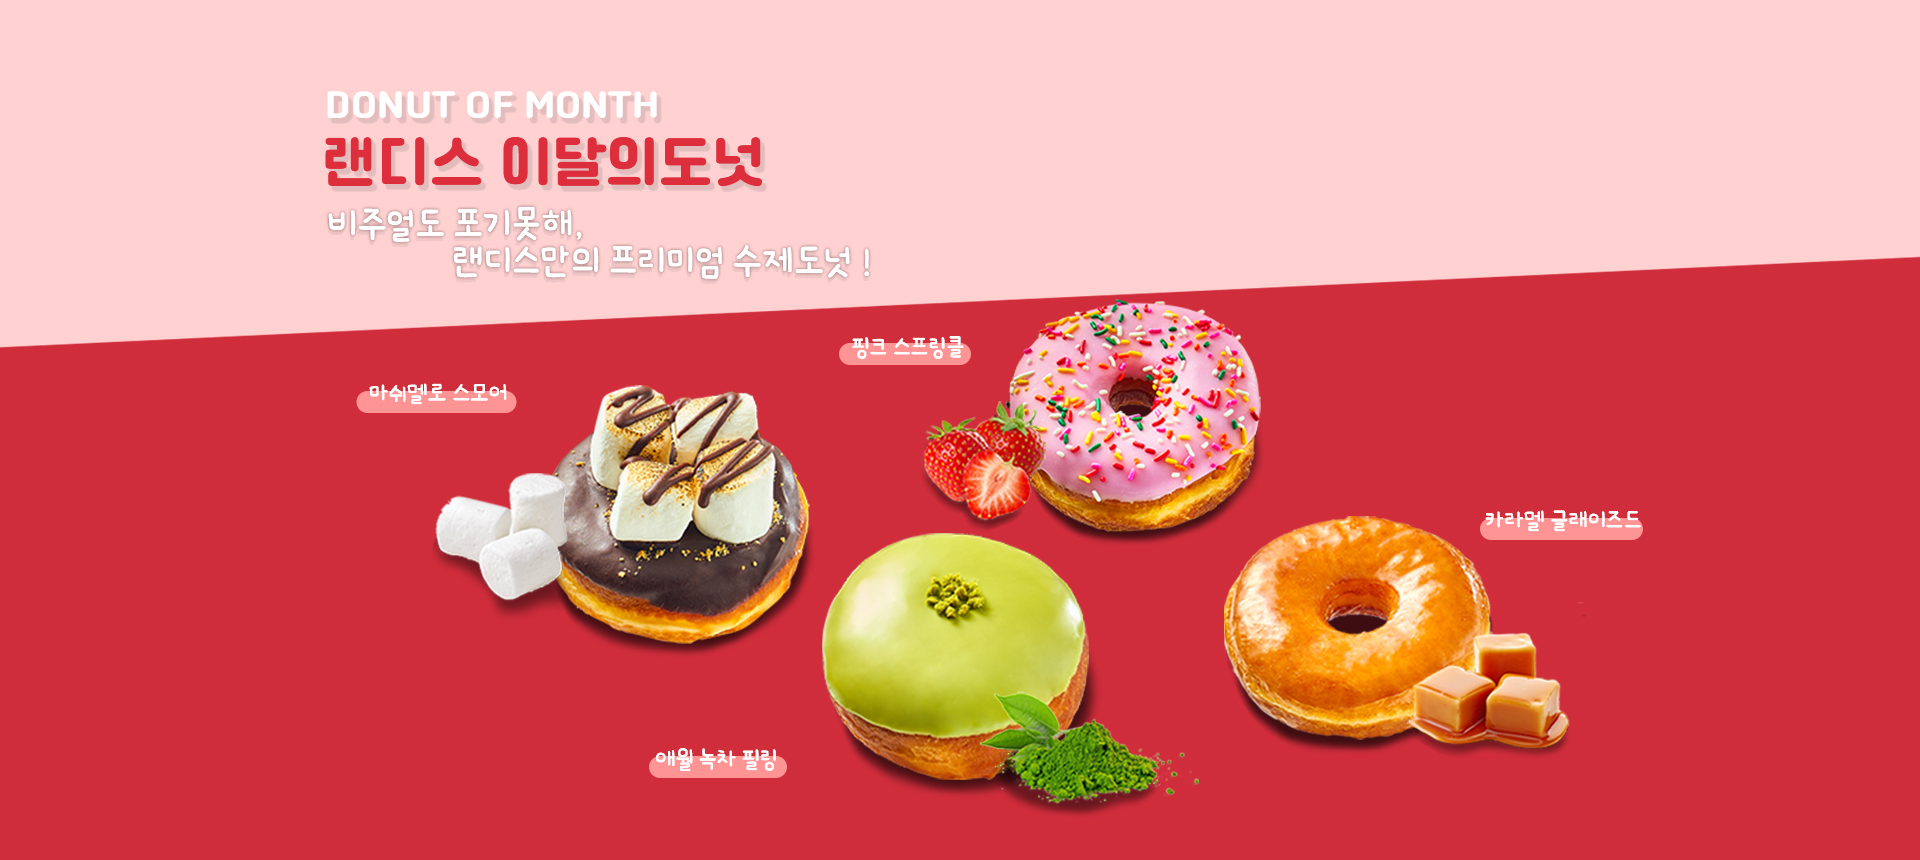 DONUT OF MONTH
랜디스 이달의도넛
비주얼도 포기못해,
랜디스만의 프리미엄 수제도넛 !
핑크 스프링클
마쉬멜로 스모어
카라멜 글래이즈드
애월 녹차 필링